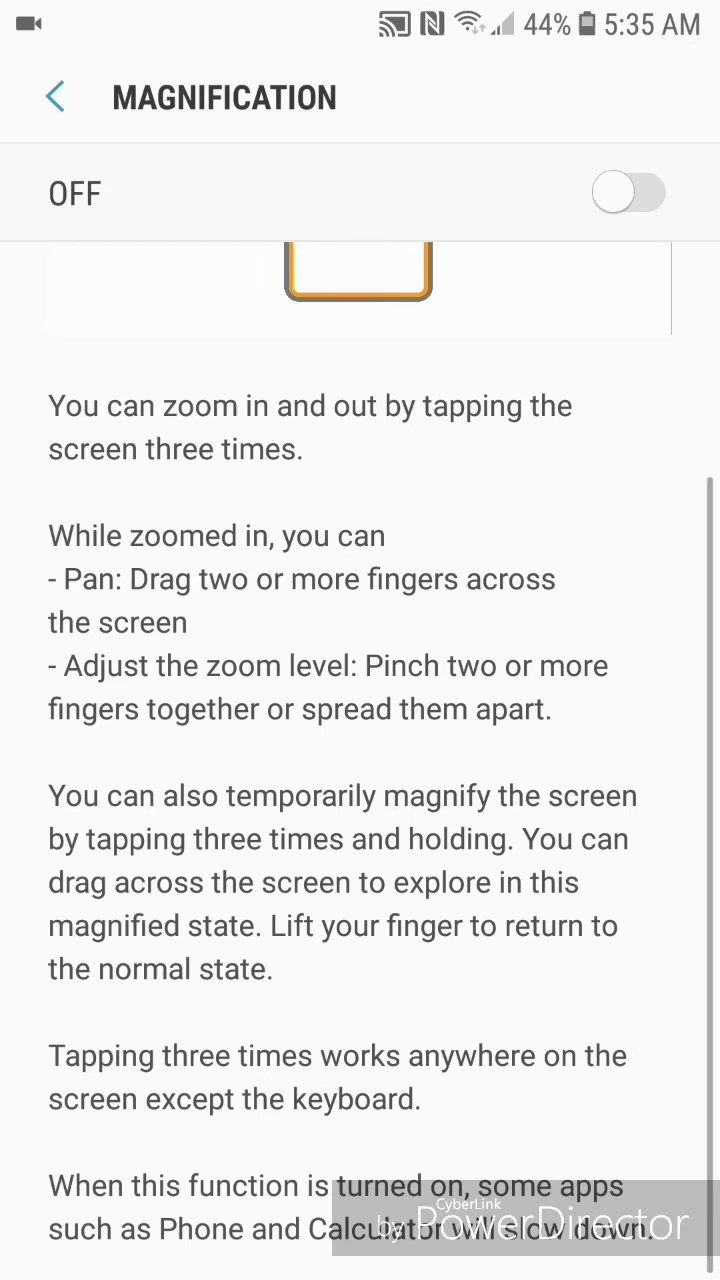 44% 5:35 AM
MAGNIFICATION
OFF
You can zoom in and out by tapping the
screen three times.
While zoomed in, you can
- Pan: Drag two or more fingers across
the screen
- Adjust the zoom level: Pinch two or more
fingers together or spread them apart.
You can also temporarily magnify the screen
by tapping three times and holding. You can
drag across the screen to explore in this
magnified state. Lift your finger to return to
the normal state.
Tapping three times works anywhere on the
screen except the keyboard.
When this function is turned on, some apps
such as Phone and Calculator will slow down.
CyberLink
by PowerDirector